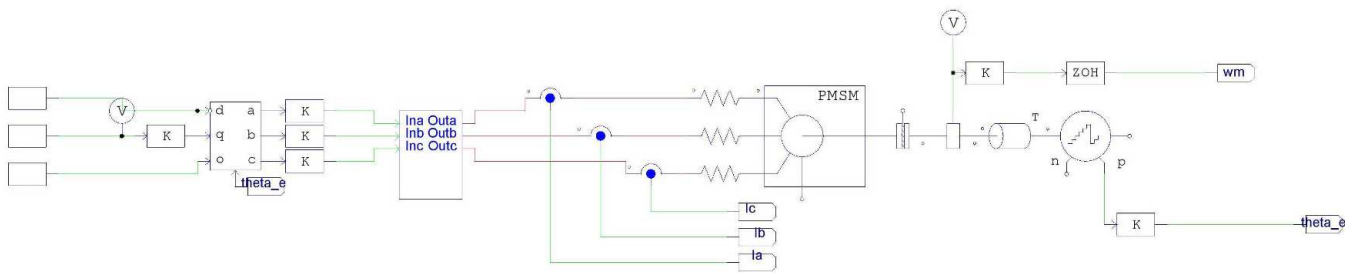 V
K
ZOH
wm
PMSM
V
d a
K
Ina Outa
T
K
q b
K
Inb Outb
o c
K
Inc Outc
n p
theta_e
Ic
K
theta_e
Ib
Ia